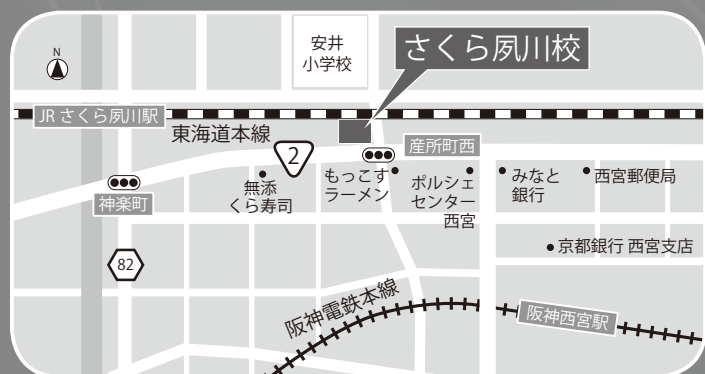 N
安井
小学校
さくら夙川校
JRさくら夙川駅
東海道本線
2
産所町西
神楽町
無添
くら寿司
もっこす
ラーメン
ポルシェ
センター
西宮
みなと
銀行
西宮郵便局
82
京都銀行 西宮支店
阪神電鉄本線
阪神西宮駅